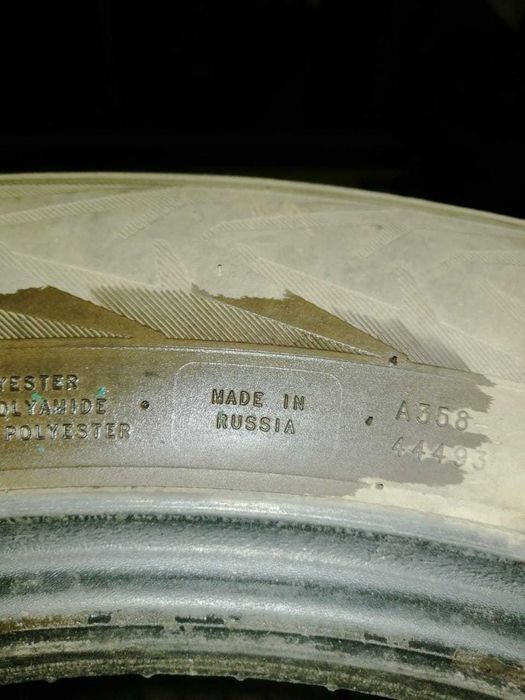 YESTER
OLYAMIDE
POLYESTER
MADE IN
RUSSIA
A358
44493